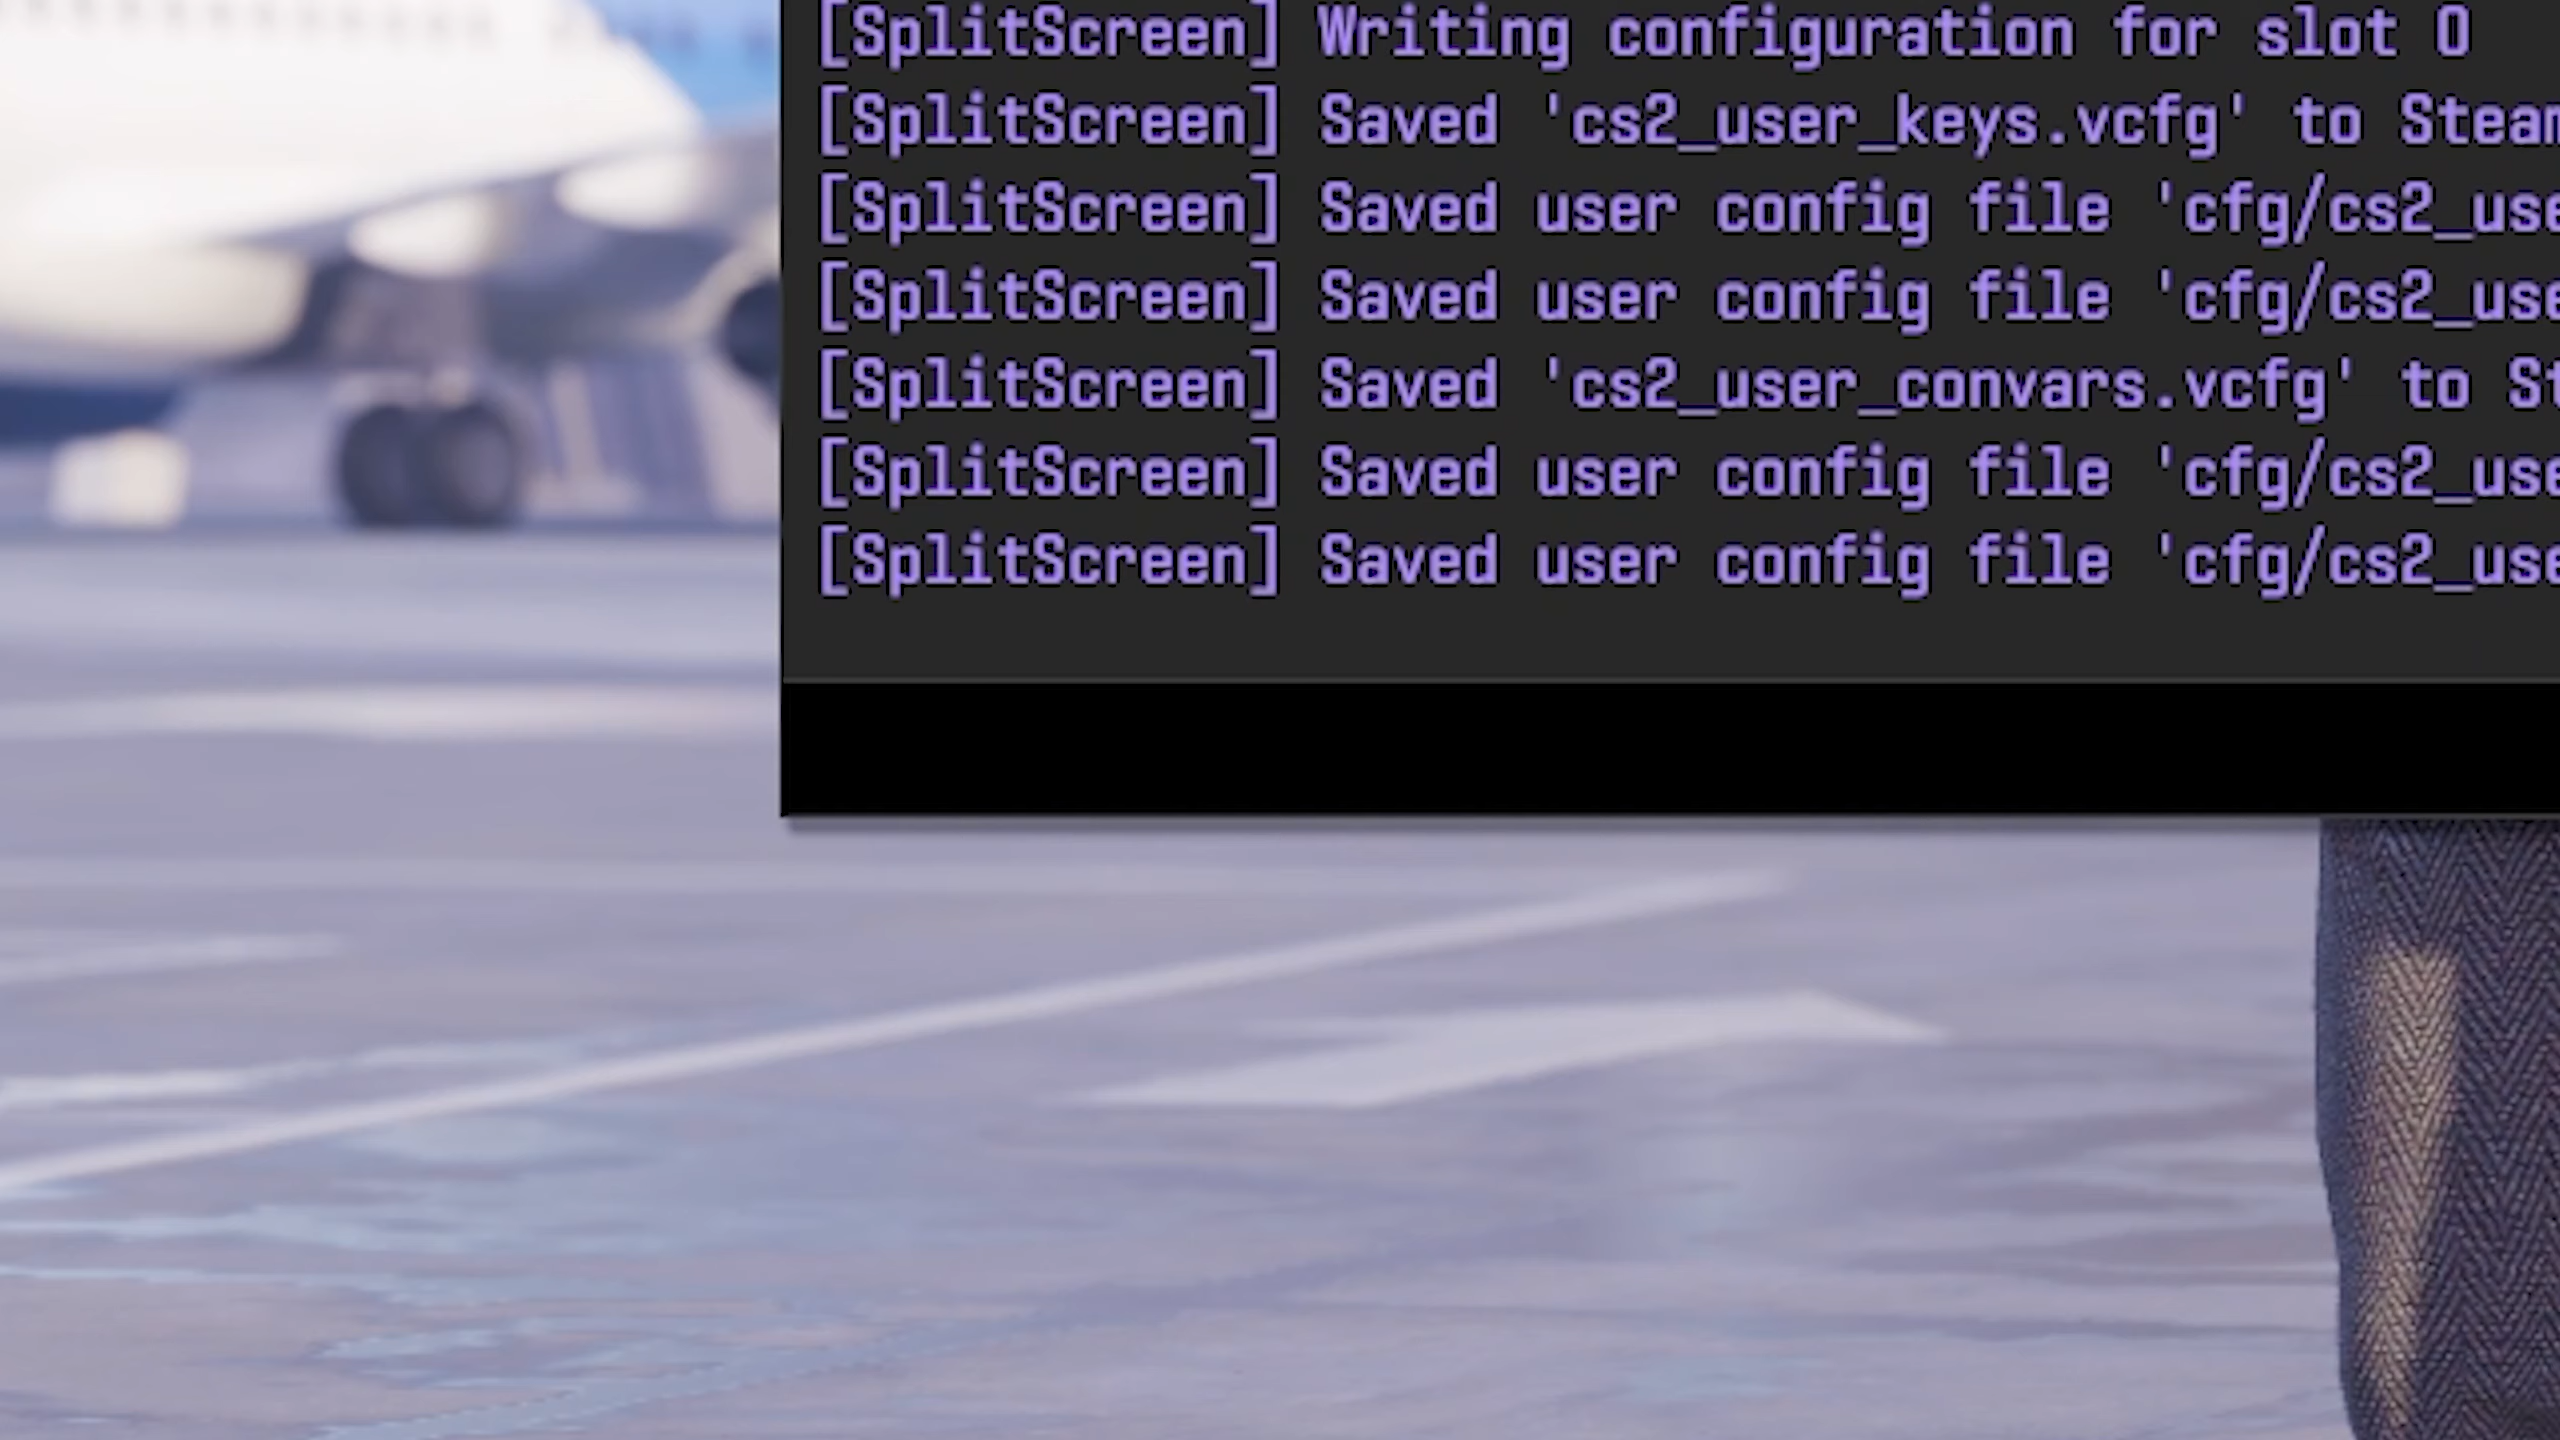 [SplitScreen] Writing configuration for slot 0
[SplitScreen] Saved 'cs2_user_keys.vcfg' to Steam
[SplitScreen] Saved user config file 'cfg/cs2_use
[SplitScreen] Saved user config file 'cfg/cs2_use
[SplitScreen] Saved 'cs2_user_convars.vcfg' to St
[SplitScreen] Saved user config file 'cfg/cs2_use
[SplitScreen] Saved user config file 'cfg/cs2_use